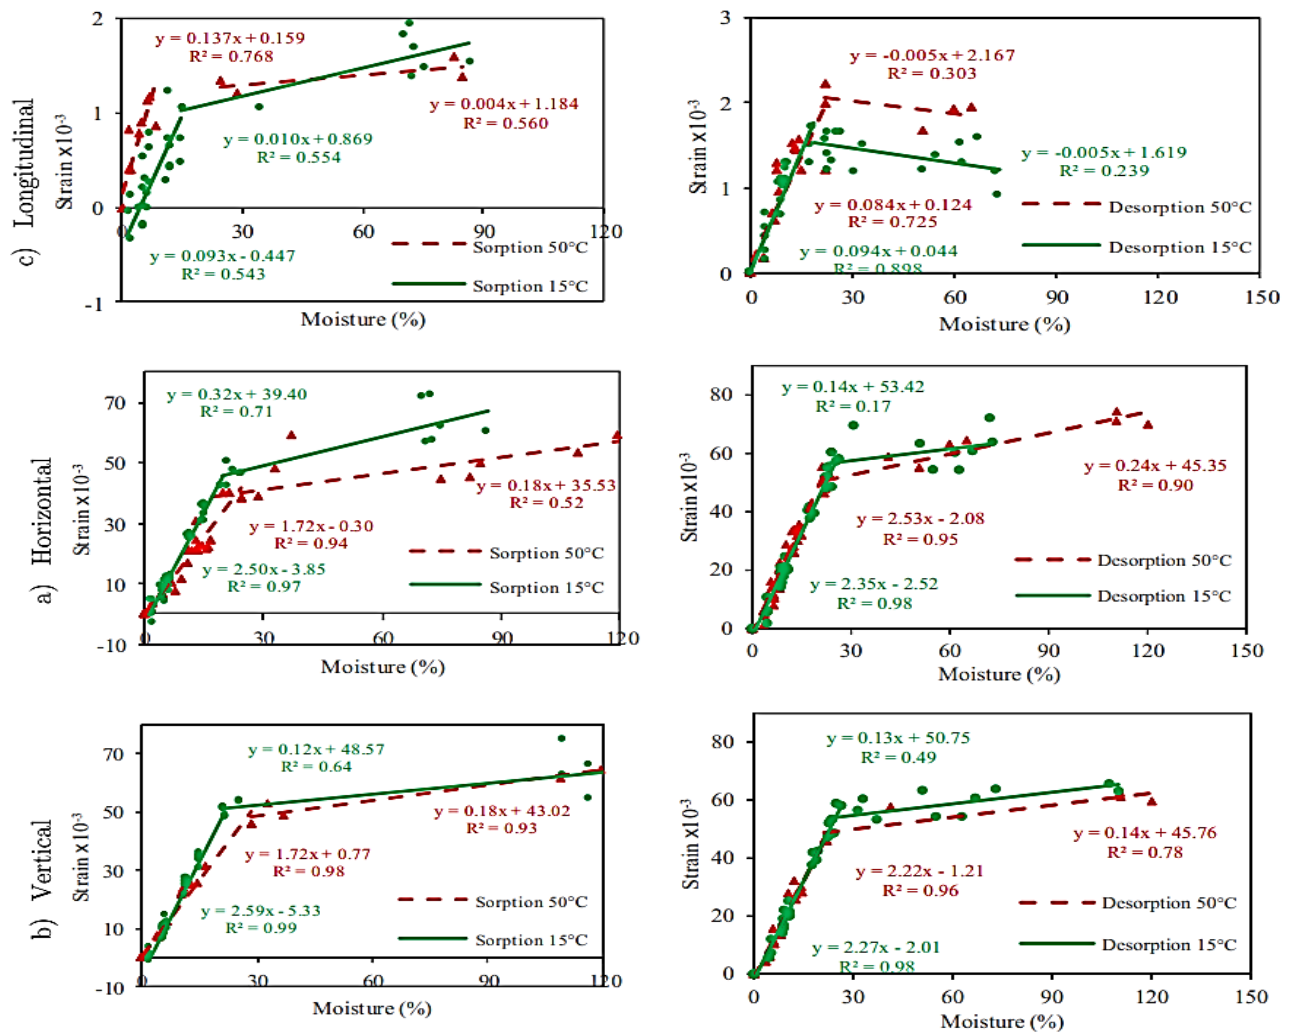 c) Longitudinal
Strain x10⁻³
2
1
0
-1
y = 0.137x + 0.159
R² = 0.768
y = 0.004x + 1.184
R² = 0.560
y = 0.010x + 0.869
R² = 0.554
y = 0.093x - 0.447
R² = 0.543
Sorption 50°C
Sorption 15°C
0 30 60 90 120
Moisture (%)
Strain x10⁻³
3
2
1
0
y = -0.005x + 2.167
R² = 0.303
y = -0.005x + 1.619
R² = 0.239
y = 0.084x + 0.124
R² = 0.725
y = 0.094x + 0.044
R² = 0.898
Desorption 50°C
Desorption 15°C
0 30 60 90 120 150
Moisture (%)
a) Horizontal
Strain x10⁻³
70
50
30
10
-10
y = 0.32x + 39.40
R² = 0.71
y = 0.18x + 35.53
R² = 0.52
y = 1.72x - 0.30
R² = 0.94
y = 2.50x - 3.85
R² = 0.97
Sorption 50°C
Sorption 15°C
0 30 60 90 120
Moisture (%)
Strain x10⁻³
80
60
40
20
0
y = 0.14x + 53.42
R² = 0.17
y = 0.24x + 45.35
R² = 0.90
y = 2.53x - 2.08
R² = 0.95
y = 2.35x - 2.52
R² = 0.98
Desorption 50°C
Desorption 15°C
0 30 60 90 120 150
Moisture (%)
b) Vertical
Strain x10⁻³
70
50
30
10
-10
y = 0.12x + 48.57
R² = 0.64
y = 0.18x + 43.02
R² = 0.93
y = 1.72x + 0.77
R² = 0.98
y = 2.59x - 5.33
R² = 0.99
Sorption 50°C
Sorption 15°C
0 30 60 90 120
Moisture (%)
Strain x10⁻³
80
60
40
20
0
y = 0.13x + 50.75
R² = 0.49
y = 0.14x + 45.76
R² = 0.78
y = 2.22x - 1.21
R² = 0.96
y = 2.27x - 2.01
R² = 0.98
Desorption 50°C
Desorption 15°C
0 30 60 90 120 150
Moisture (%)